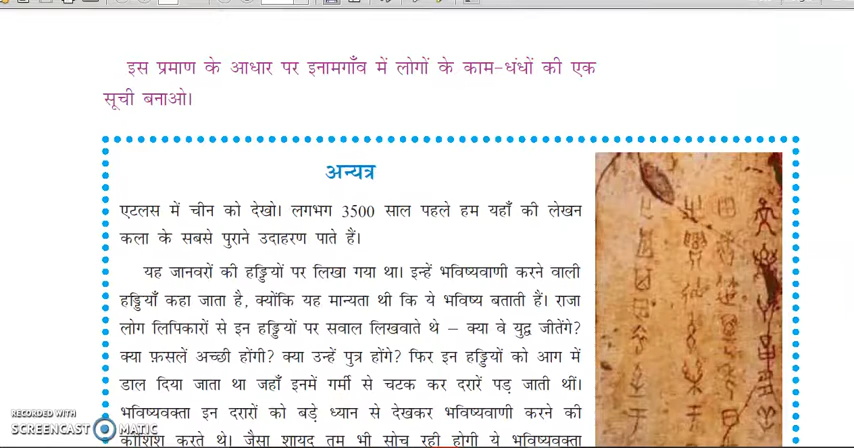 इस प्रमाण के आधार पर इनामगाँव में लोगों के काम-धंधों की एक
सूची बनाओ।
अन्यत्र
एटलस में चीन को देखो। लगभग 3500 साल पहले हम यहाँ की लेखन
कला के सबसे पुराने उदाहरण पाते हैं।
यह जानवरों की हड्डियों पर लिखा गया था। इन्हें भविष्यवाणी करने वाली
हड्डियाँ कहा जाता है, क्योंकि यह मान्यता थी कि ये भविष्य बताती हैं। राजा
लोग लिपिकारों से इन हड्डियों पर सवाल लिखवाते थे – क्या वे युद्ध जीतेंगे?
क्या फ़सलें अच्छी होंगी? क्या उन्हें पुत्र होंगे? फिर इन हड्डियों को आग में
डाल दिया जाता था जहाँ इनमें गर्मी से चटक कर दरारें पड़ जाती थीं।
भविष्यवक्ता इन दरारों को बड़े ध्यान से देखकर भविष्यवाणी करने की
कोशिश करते थे। जैसा शायद तुम भी सोच रही होगी ये भविष्यवक्ता
RECORDED WITH
SCREENCAST MATIC